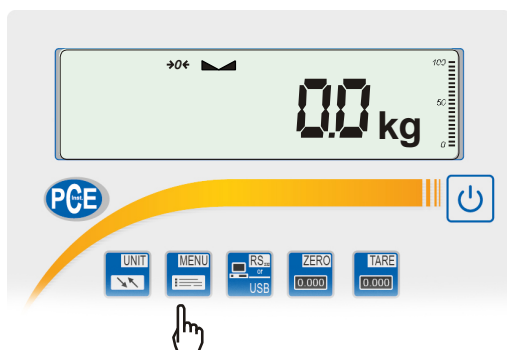 →0←
100
0.0 kg
50
0
PCE
Inst.
UNIT MENU RS232 ZERO TARE
or
0.000 0.000
USB